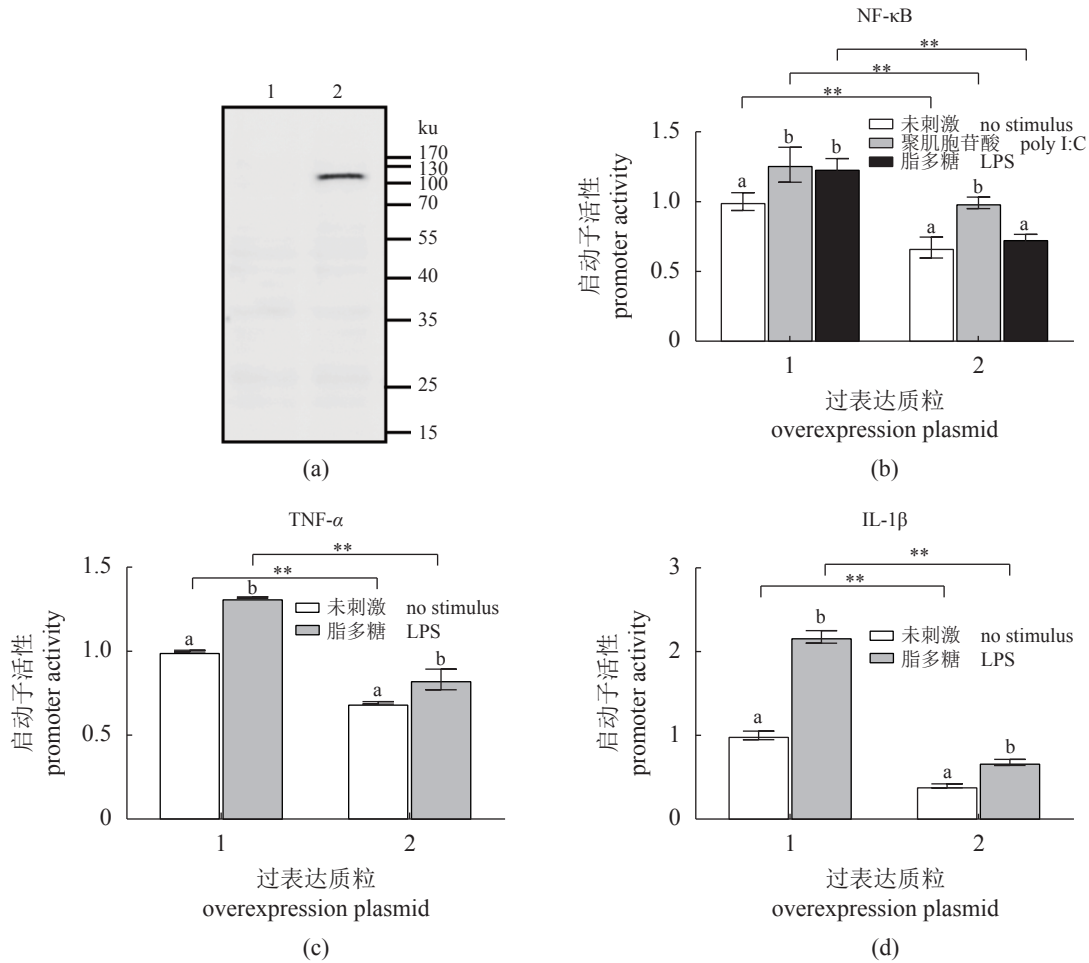 1 2
ku
170
130
100
70
55
40
35
25
15
(a)
NF-κB
**
**
**
未刺激 no stimulus
聚肌胞苷酸 poly I:C
脂多糖 LPS
启动子活性
promoter activity
1.5
1.0
0.5
0
a b b
a b a
1 2
过表达质粒
overexpression plasmid
(b)
TNF-α
**
**
未刺激 no stimulus
脂多糖 LPS
启动子活性
promoter activity
1.5
1.0
0.5
0
a b
a b
1 2
过表达质粒
overexpression plasmid
(c)
IL-1β
**
**
未刺激 no stimulus
脂多糖 LPS
启动子活性
promoter activity
3
2
1
0
a b
a b
1 2
过表达质粒
overexpression plasmid
(d)